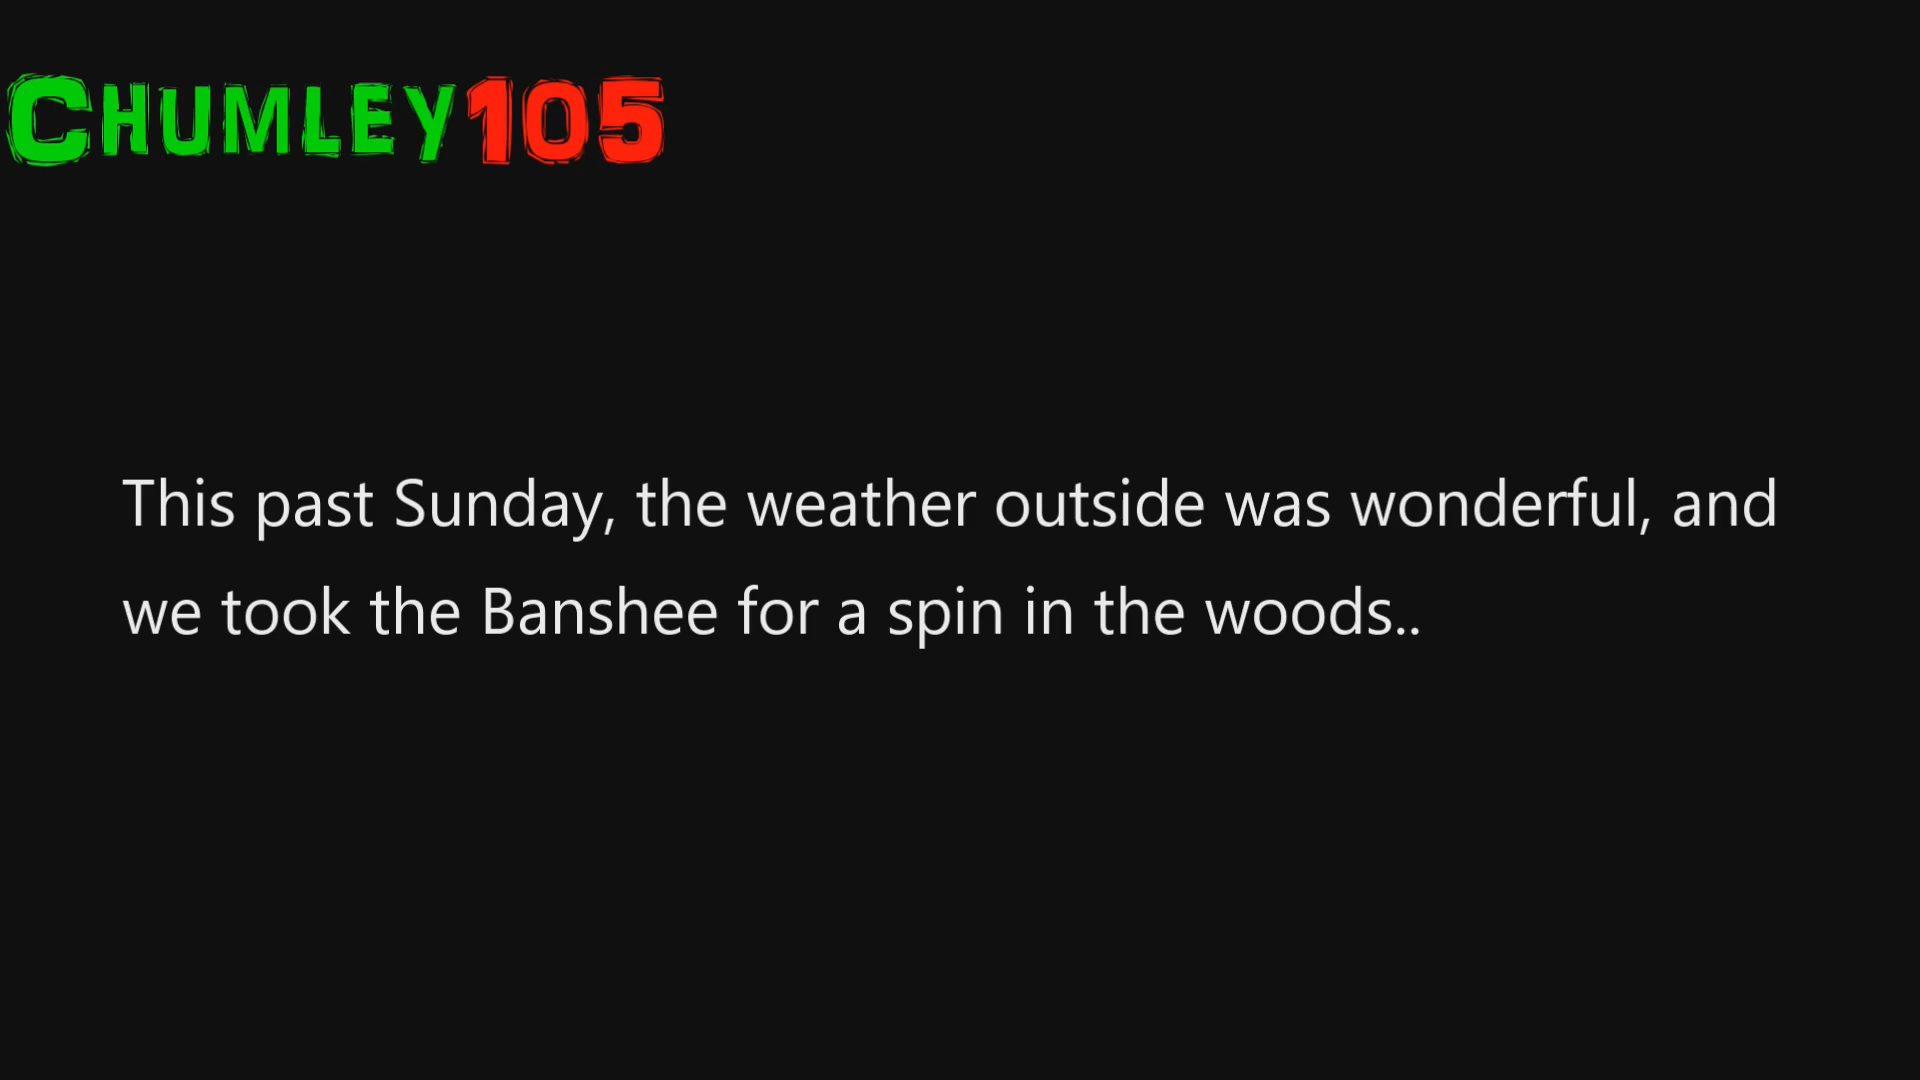 Chumley105
This past Sunday, the weather outside was wonderful, and
we took the Banshee for a spin in the woods..